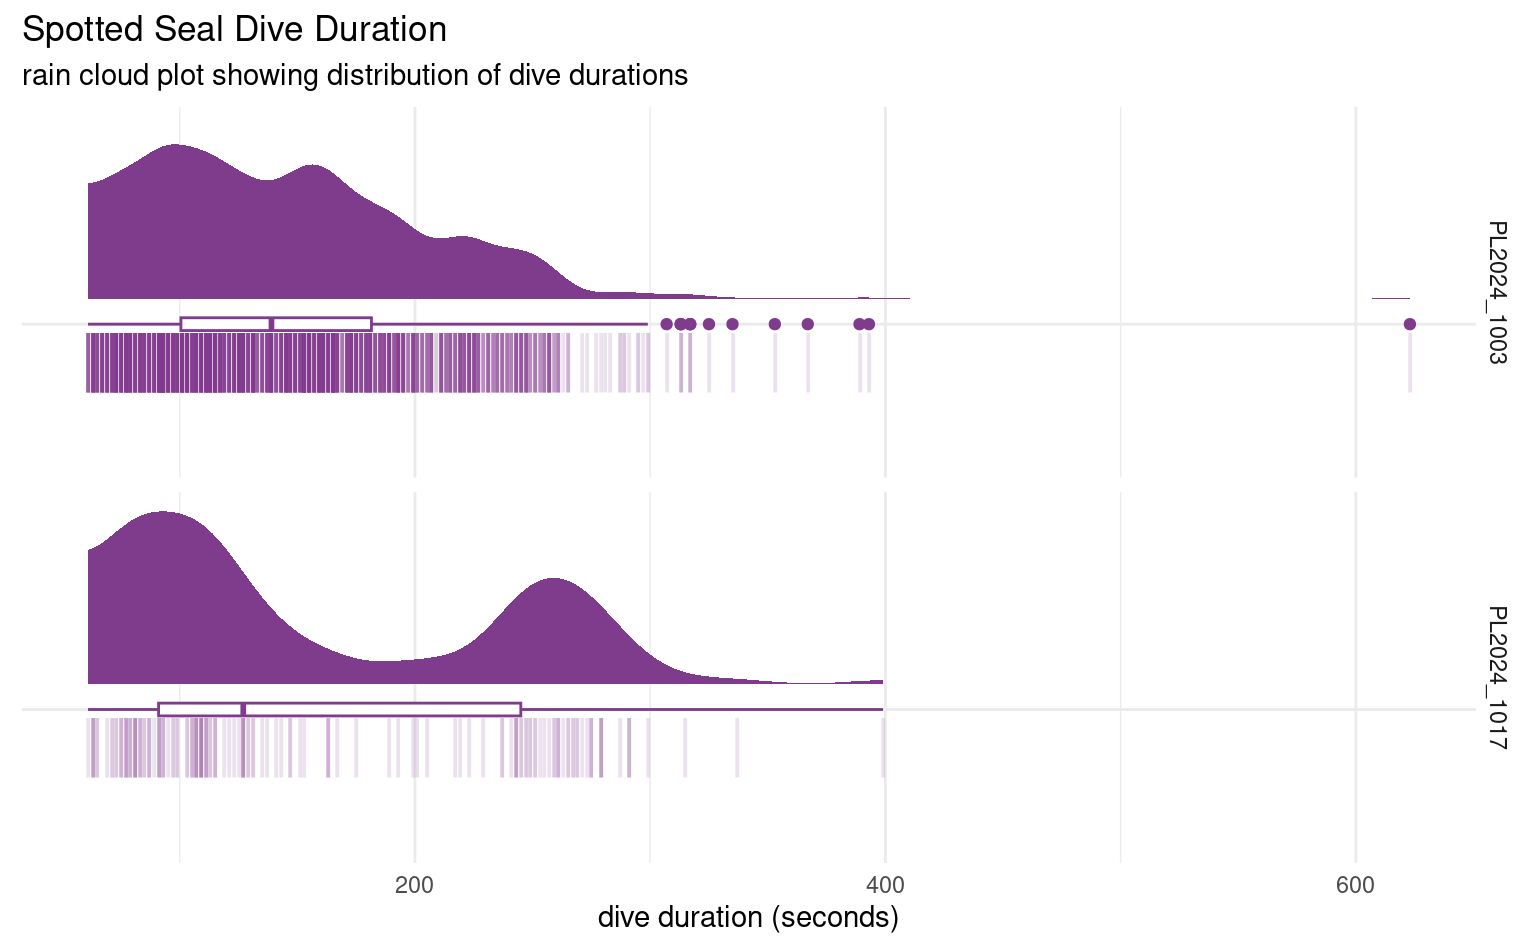 Spotted Seal Dive Duration
rain cloud plot showing distribution of dive durations
PL2024_1003
PL2024_1017
200
400
600
dive duration (seconds)